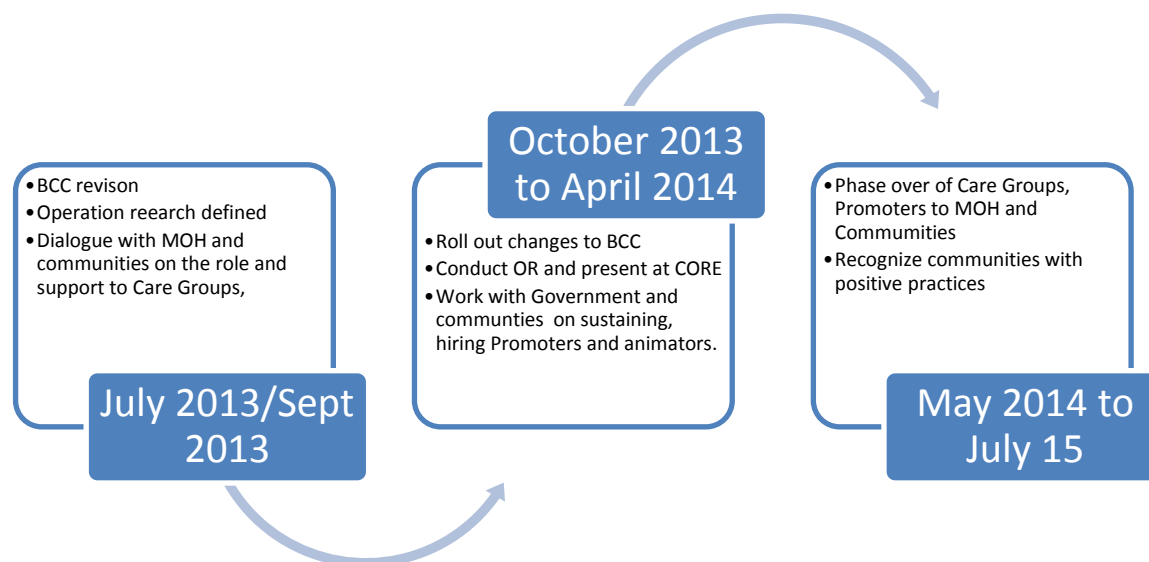 •BCC revison
•Operation reearch defined
•Dialogue with MOH and
communities on the role and
support to Care Groups,
July 2013/Sept
2013
October 2013
to April 2014
•Roll out changes to BCC
•Conduct OR and present at CORE
•Work with Government and
communties on sustaining,
hiring Promoters and animators.
•Phase over of Care Groups,
Promoters to MOH and
Commumities
•Recognize communities with
positive practices
May 2014 to
July 15